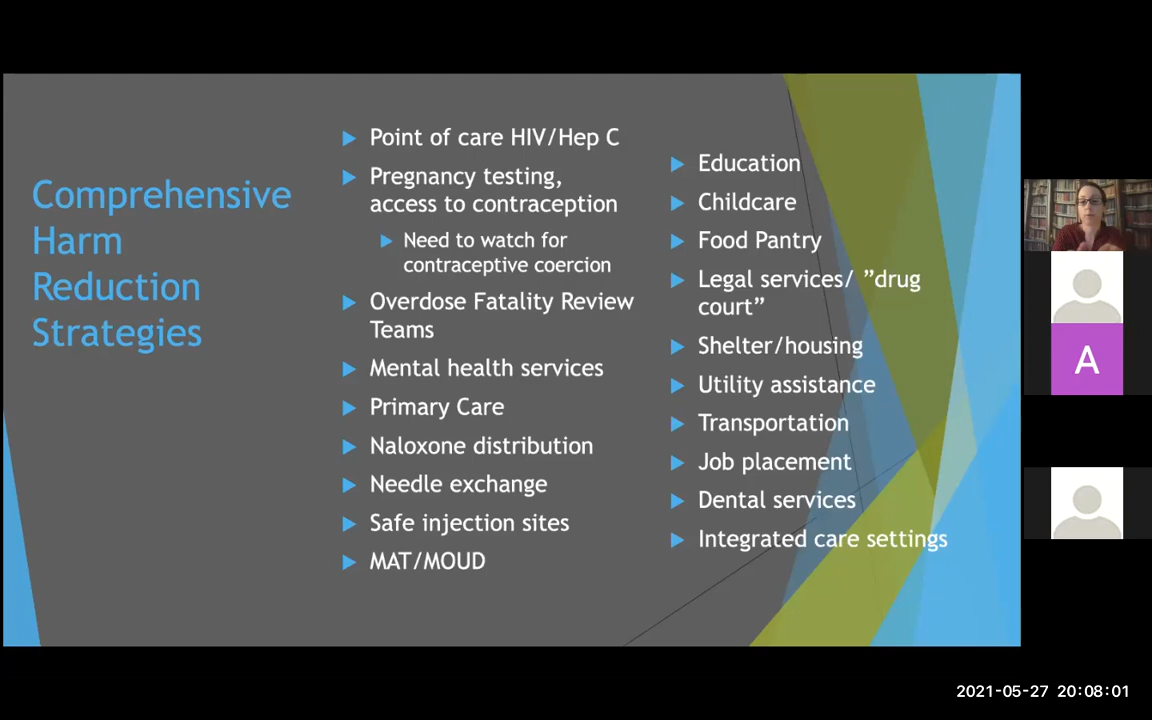 Comprehensive
Harm
Reduction
Strategies
Point of care HIV/Hep C
Pregnancy testing,
access to contraception
Need to watch for
contraceptive coercion
Overdose Fatality Review
Teams
Mental health services
Primary Care
Naloxone distribution
Needle exchange
Safe injection sites
MAT/MOUD
Education
Childcare
Food Pantry
Legal services/ ”drug
court”
Shelter/housing
Utility assistance
Transportation
Job placement
Dental services
Integrated care settings
A
2021-05-27 20:08:01